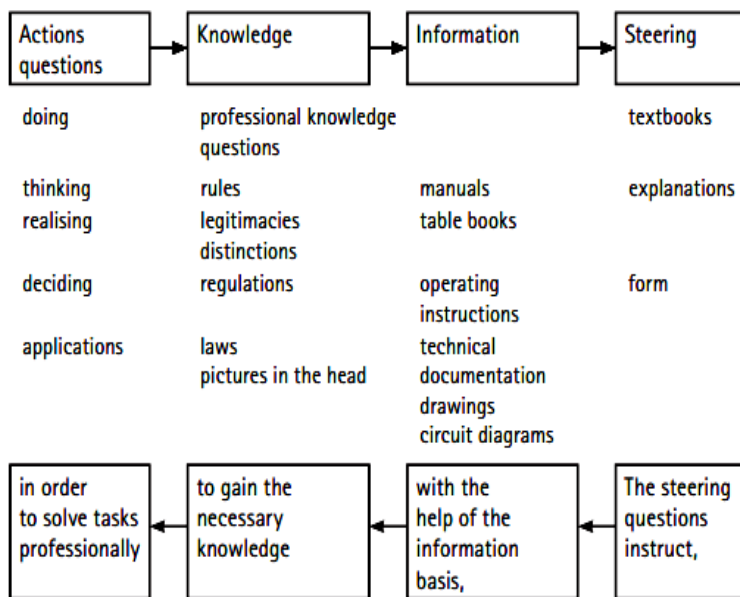 Actions
questions
Knowledge
Information
Steering
doing
professional knowledge
questions
textbooks
thinking
rules
manuals
explanations
realising
legitimacies
distinctions
table books
deciding
regulations
operating
instructions
form
applications
laws
pictures in the head
technical
documentation
drawings
circuit diagrams
in order
to solve tasks
professionally
to gain the
necessary
knowledge
with the
help of the
information
basis,
The steering
questions
instruct,